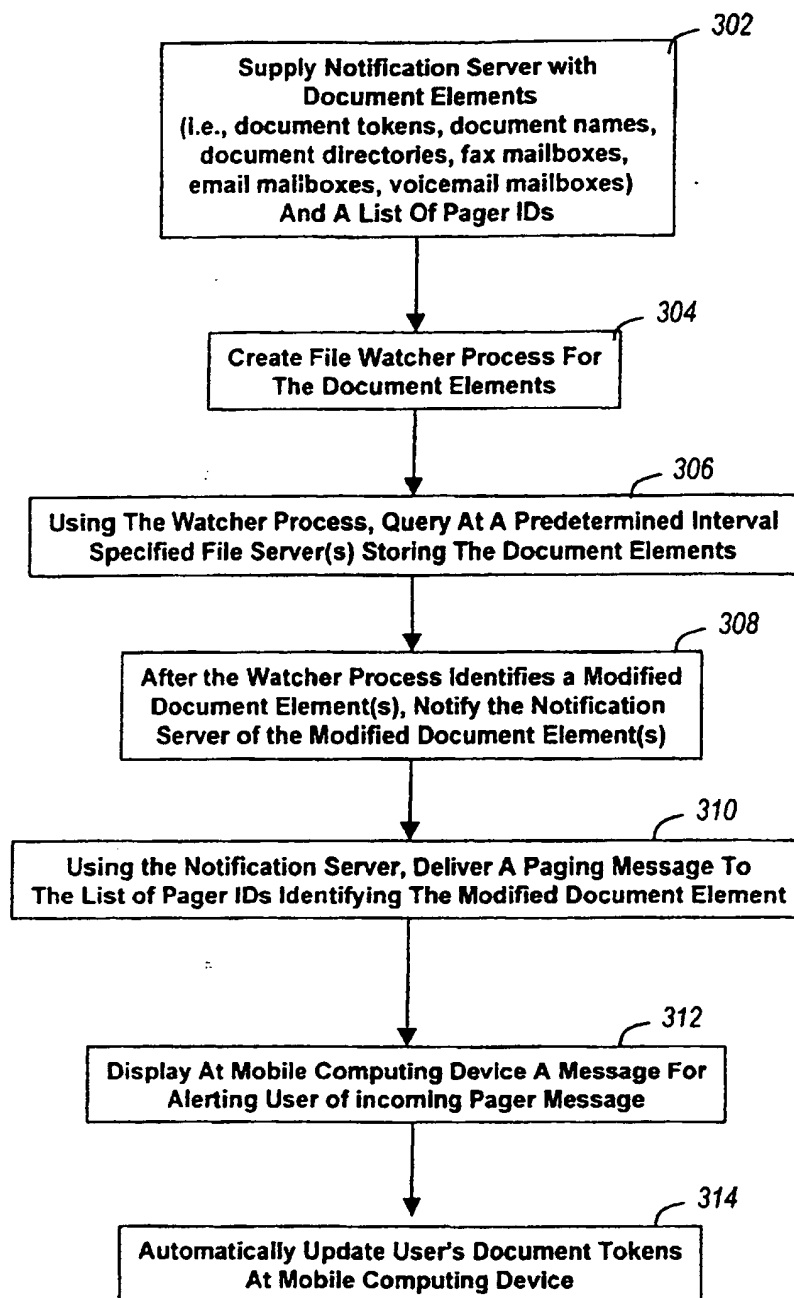 302
Supply Notification Server with
Document Elements
(i.e., document tokens, document names,
document directories, fax mailboxes,
email mailboxes, voicemail mailboxes)
And A List Of Pager IDs
304
Create File Watcher Process For
The Document Elements
306
Using The Watcher Process, Query At A Predetermined Interval
Specified File Server(s) Storing The Document Elements
308
After the Watcher Process Identifies a Modified
Document Element(s), Notify the Notification
Server of the Modified Document Element(s)
310
Using the Notification Server, Deliver A Paging Message To
The List of Pager IDs Identifying The Modified Document Element
312
Display At Mobile Computing Device A Message For
Alerting User of incoming Pager Message
314
Automatically Update User's Document Tokens
At Mobile Computing Device